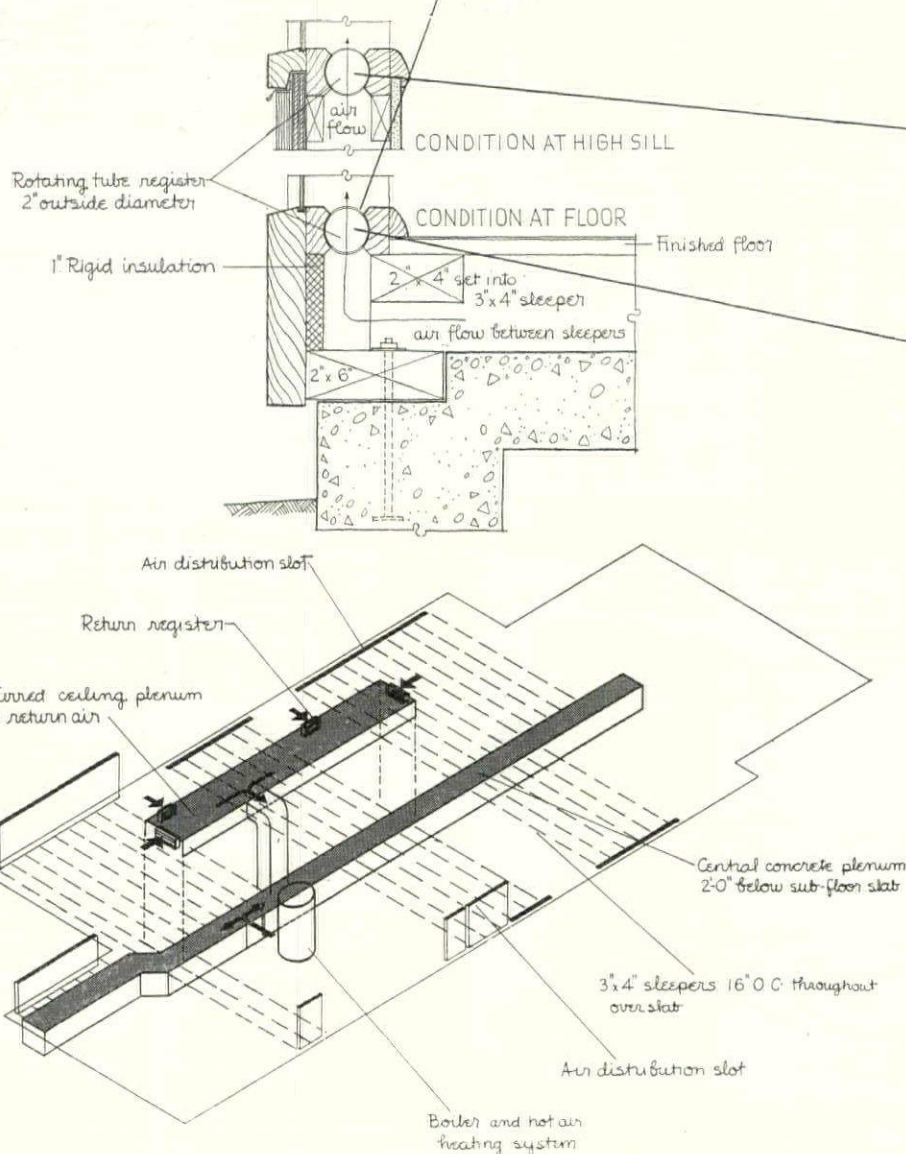 air
flow
CONDITION AT HIGH SILL
Rotating tube register
2" outside diameter
CONDITION AT FLOOR
Finished floor
1" Rigid insulation
2" x 4" set into
3" x 4" sleeper
air flow between sleepers
2" x 6"
Air distribution slot
Return register
urred ceiling plenum
return air
Central concrete plenum
2'-0" below sub-floor slab
3" x 4" sleepers 16" O C throughout
over slab
Air distribution slot
Boiler and hot air
heating system